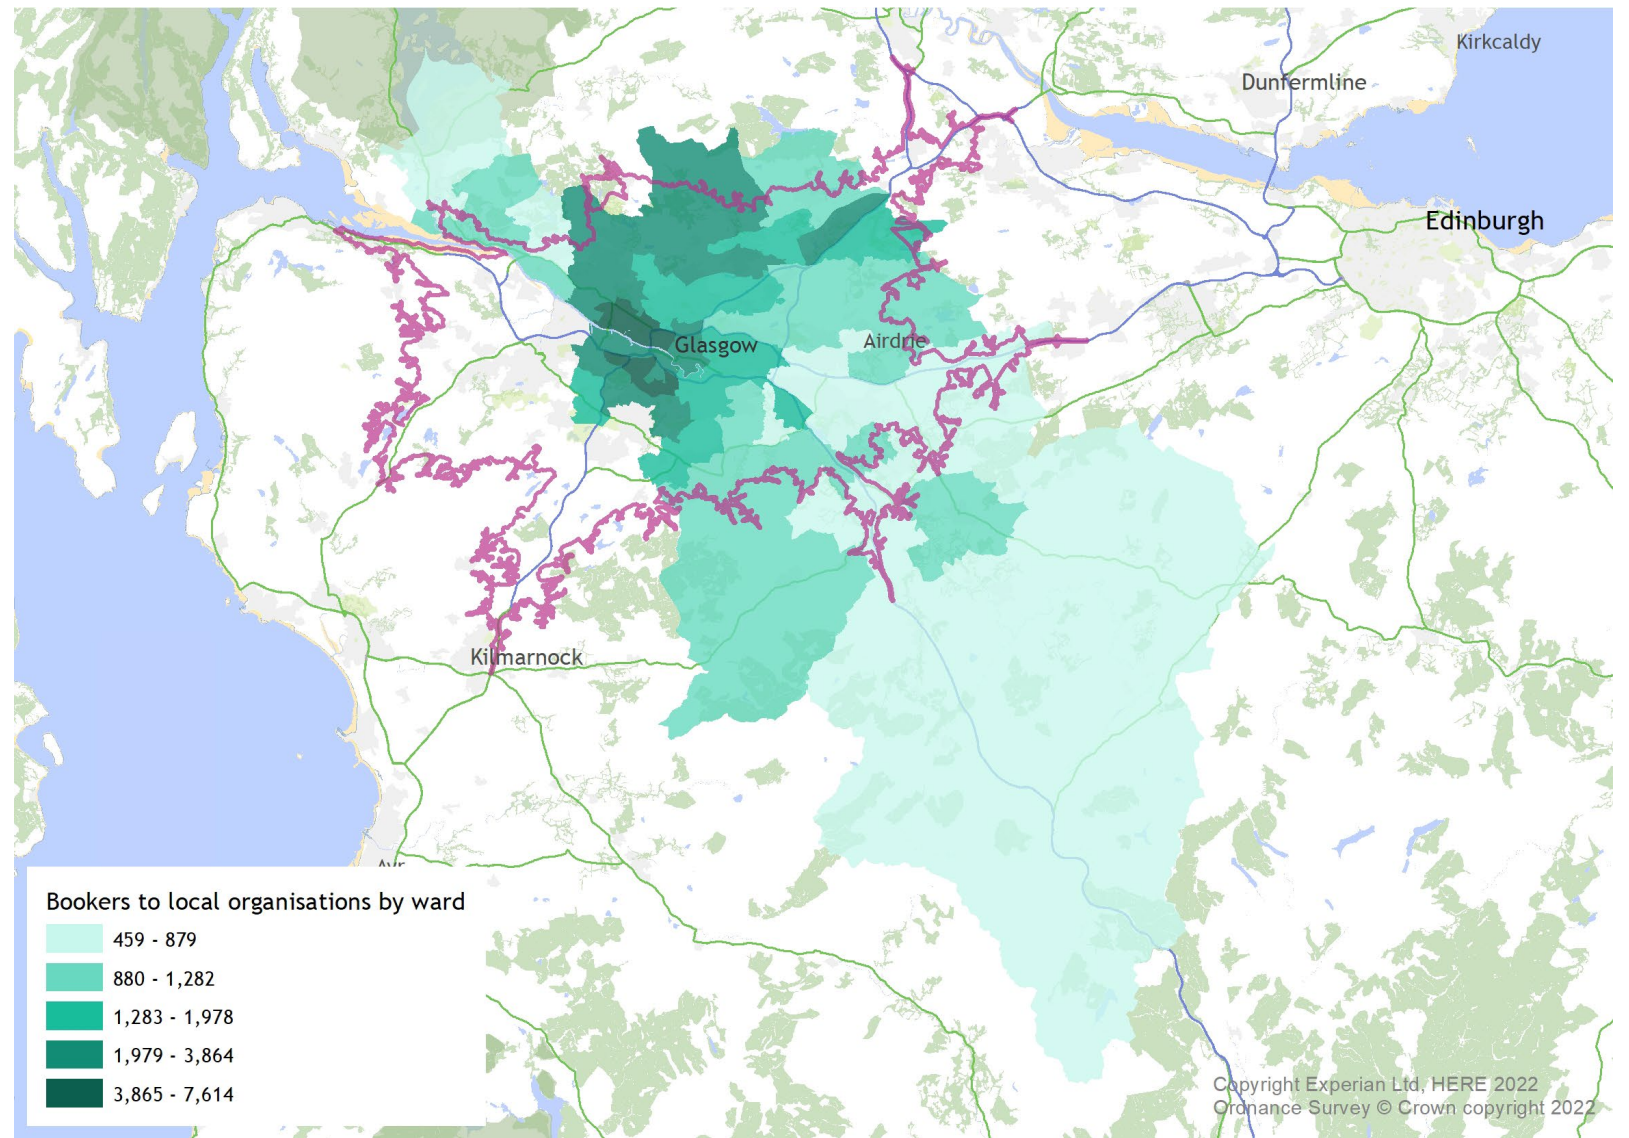 Kirkcaldy
Dunfermline
Edinburgh
Glasgow
Airdrie
Kilmarnock
Ayr
Bookers to local organisations by ward
459 - 879
880 - 1,282
1,283 - 1,978
1,979 - 3,864
3,865 - 7,614
Copyright Experian Ltd, HERE 2022
Ordnance Survey © Crown copyright 2022